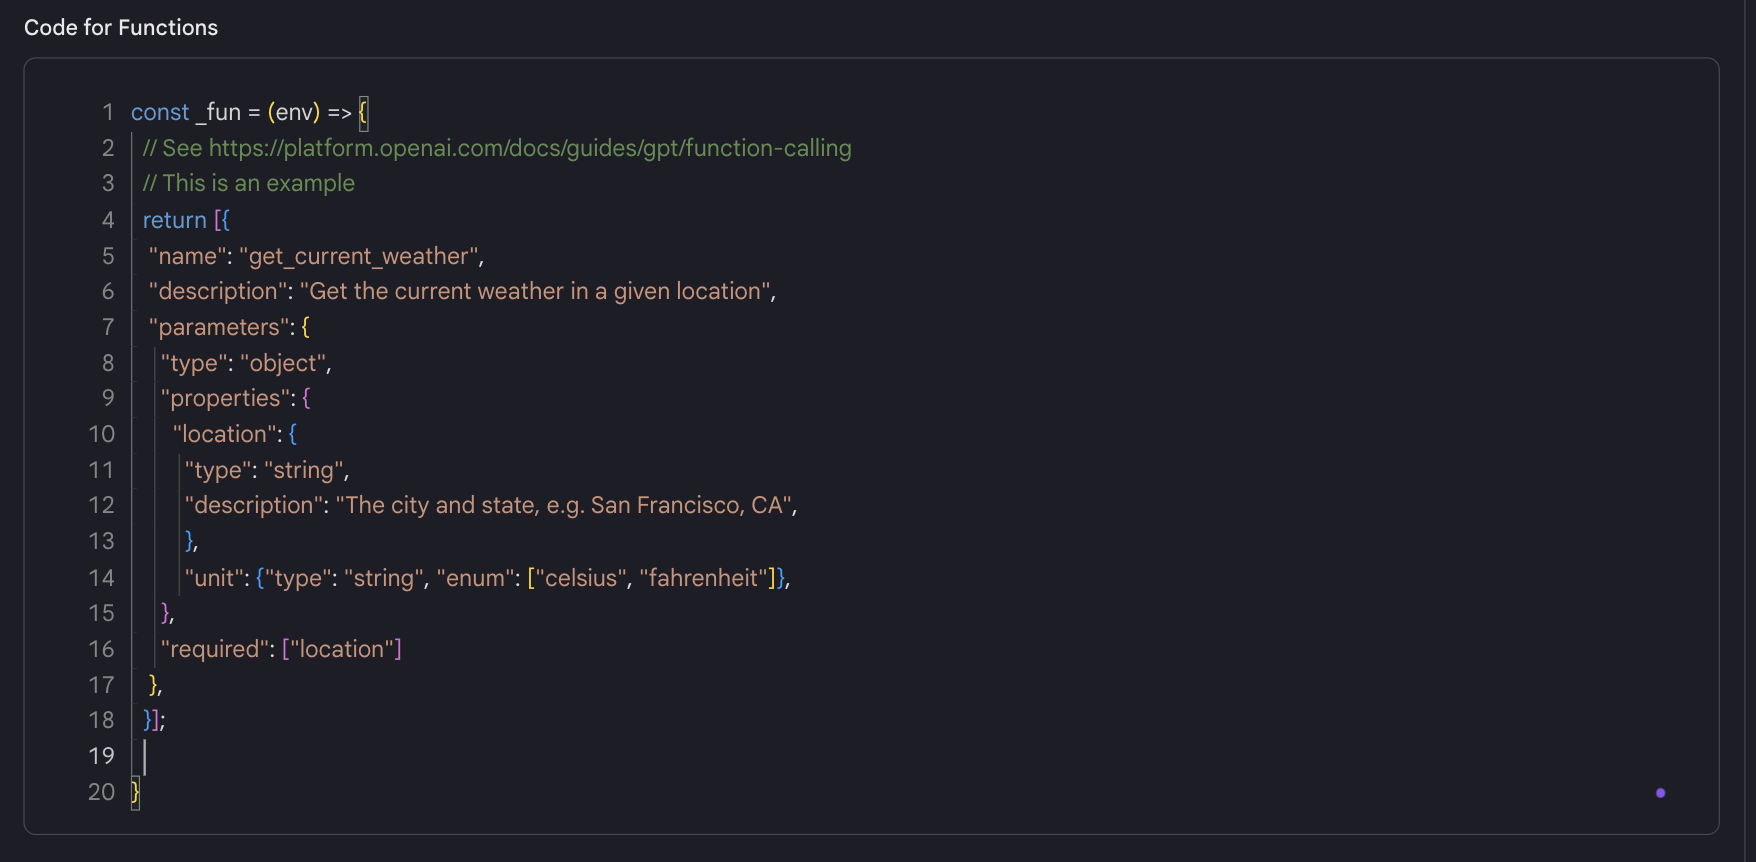 Code for Functions
1 const _fun = (env) => {
2 // See https://platform.openai.com/docs/guides/gpt/function-calling
3 // This is an example
4 return [{
5 "name": "get_current_weather",
6 "description": "Get the current weather in a given location",
7 "parameters": {
8 "type": "object",
9 "properties": {
10 "location": {
11 "type": "string",
12 "description": "The city and state, e.g. San Francisco, CA",
13 },
14 "unit": {"type": "string", "enum": ["celsius", "fahrenheit"]},
15 },
16 "required": ["location"]
17 },
18 }];
19
20 }